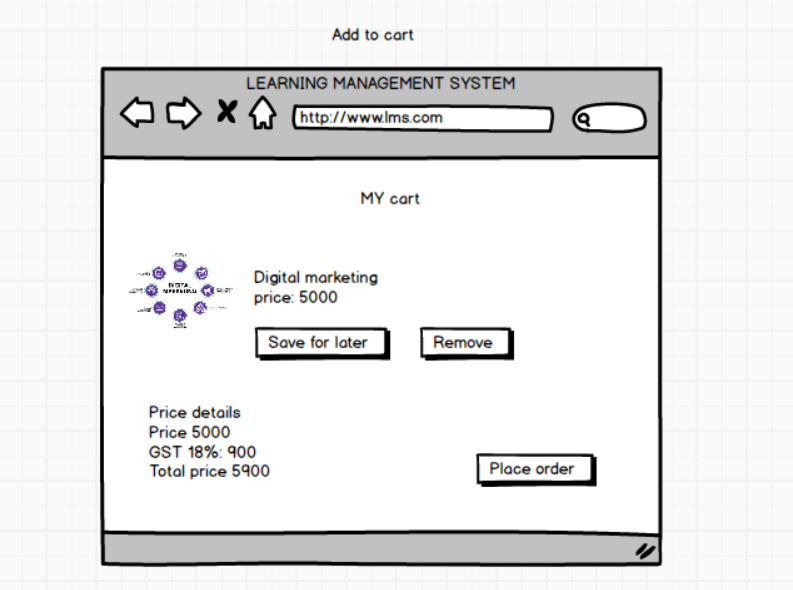 Add to cart
LEARNING MANAGEMENT SYSTEM
http://www.lms.com
MY cart
DIGITAL
MARKETING
Digital marketing
price: 5000
Save for later
Remove
Price details
Price 5000
GST 18%: 900
Total price 5900
Place order